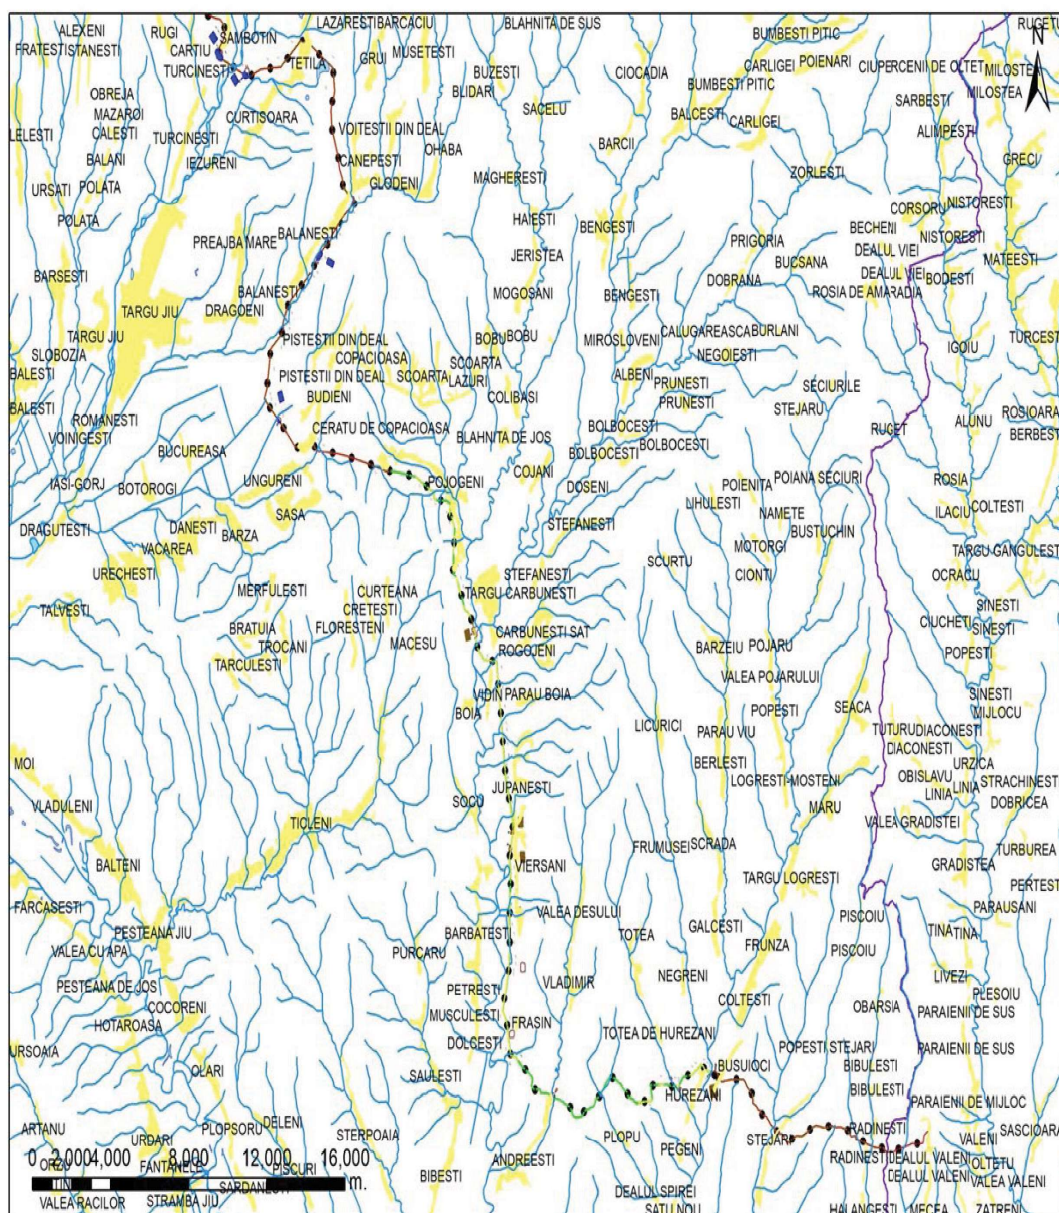 ALEXENI
RUGI
SAMBOTIN
LAZARESTI BARCACIU
BLAHNITA DE SUS
BUMBESTI PITIC
N
FRATESTI STANESTI
CARTIU
GRUI
MUSETESTI
TETILA
TURCINESTI
BUZESTI
CIOCADIA
CARLIGEI
POIENARI
CIUPERCENII DE OLTET
MILOSTEA
OBREJA
BLIDARI
BUMBESTI PITIC
MILOSTEA
SARBESTI
MAZAROI
CURTISOARA
SACELU
BALCESTI
CARLIGEI
LELESTI
CALESTI
TURCINESTI
VOITESTII DIN DEAL
ALIMPESTI
OHABA
BARCII
BALANI
IEZURENI
CANEPESTI
GRECI
URSATI
POLATA
GLODENI
MAGHERESTI
ZORLESTI
POLATA
HAIESTI
BENGESTI
CORSORU
NISTORESTI
BECHENI
BALANESTI
PREAJBA MARE
PRIGORIA
NISTORESTI
DEALUL VIEI
JERISTEA
BUCSANA
MATEESTI
BARSESTI
DOBRANA
DEALUL VIEI
BODESTI
BALANESTI
MOGOSANI
BENGESTI
ROSIA DE AMARADIA
TARGU JIU
DRAGOENI
TARGU JIU
PISTESTII DIN DEAL
BOBU
BOBU
MIROSLOVENI
CALUGAREASCA
BURLANI
TURCESTI
SLOBOZIA
COPACIOASA
SCOARTA
NEGOIESTI
IGOIU
BALESTI
PISTESTII DIN DEAL
SCOARTA
LAZURI
ALBENI
PRUNESTI
SECIURILE
BUDIENI
COLIBASI
PRUNESTI
STEJARU
BALESTI
ROMANESTI
ROSIOARA
CERATU DE COPACIOASA
BOLBOCESTI
RUGET
ALUNU
VOINIGESTI
BLAHNITA DE JOS
BOLBOCESTI
BERBESTI
BUCUREASA
BOLBOCESTI
COJANI
IASI-GORJ
BOTOROGI
UNGURENI
POJOGENI
DOSENI
POIENITA
POIANA SECIURI
ROSIA
LIHULESTI
COLTESTI
SASA
STEFANESTI
NAMETE
ILACIU
DRAGUTESTI
DANESTI
BARZA
BUSTUCHIN
VACAREA
MOTORGI
TARGU GANGULESTI
URECHESTI
STEFANESTI
SCURTU
CIONTI
OCRACU
MERFULESTI
CURTEANA
TARGU CARBUNESTI
TALVESTI
CRETESTI
SINESTI
BRATUIA
FLORESTENI
CARBUNESTI SAT
CIUCHETI
SINESTI
TROCANI
MACESU
ROGOJENI
BARZEIU
POJARU
POPESTI
TARCULESTI
VALEA POJARULUI
VIDIN
PARAU BOIA
SINESTI
BOIA
POPESTI
SEACA
MIJLOCU
LICURICI
PARAU VIU
TUTURU
DIACONESTI
DIACONESTI
MOI
BERLESTI
URZICA
OBISLAVU
JUPANESTI
LOGRESTI-MOSTENI
LINIA
STRACHINESTI
VLADULENI
SOCU
LINIA
DOBRICEA
MARU
TICLENI
VALEA GRADISTEI
FRUMUSEI
SCRADA
TURBUREA
BALTENI
VIERSANI
GRADISTEA
TARGU LOGRESTI
PERTESTI
FARCASESTI
VALEA DESULUI
PISCOIU
PARAUSANI
PESTEANA JIU
BARBATESTI
TOTEA
GALCESTI
TINA
TINA
VALEA CU APA
PURCARU
FRUNZA
PISCOIU
NEGRENI
LIVEZI
PESTEANA DE JOS
PETRESTI
VLADIMIR
COLTESTI
PLESOIU
COCORENI
MUSCULESTI
OBARSIA
PARAIENII DE SUS
HOTAROASA
FRASIN
TOTEA DE HUREZANI
URSOAIA
DOLCESTI
POPESTI STEJARI
PARAIENII DE SUS
OLARI
SAULESTI
BUSUIOCI
BIBULESTI
BIBULESTI
HUREZANI
PARAIENII DE MIJLOC
ARTANU
PLOPSORU
DELENI
RADINESTI
SASCIOARA
URDARI
STERPOAIA
PLOPU
STEJARI
VALENI
PEGENI
0
2,000
4,000
8,000
12,000
16,000
ANDREESTI
RADINESTI
DEALU VALENI
OLTETU
FANTANELE
PISCURI
BIBESTI
DEALU VALENI
VALEA VALENI
m.
SARDANESTI
DEALUL SPIREI
VALEA RACILOR
STRAMBA JIU
SATU NOU
HALANGESTI
MECEA
ZATRENI